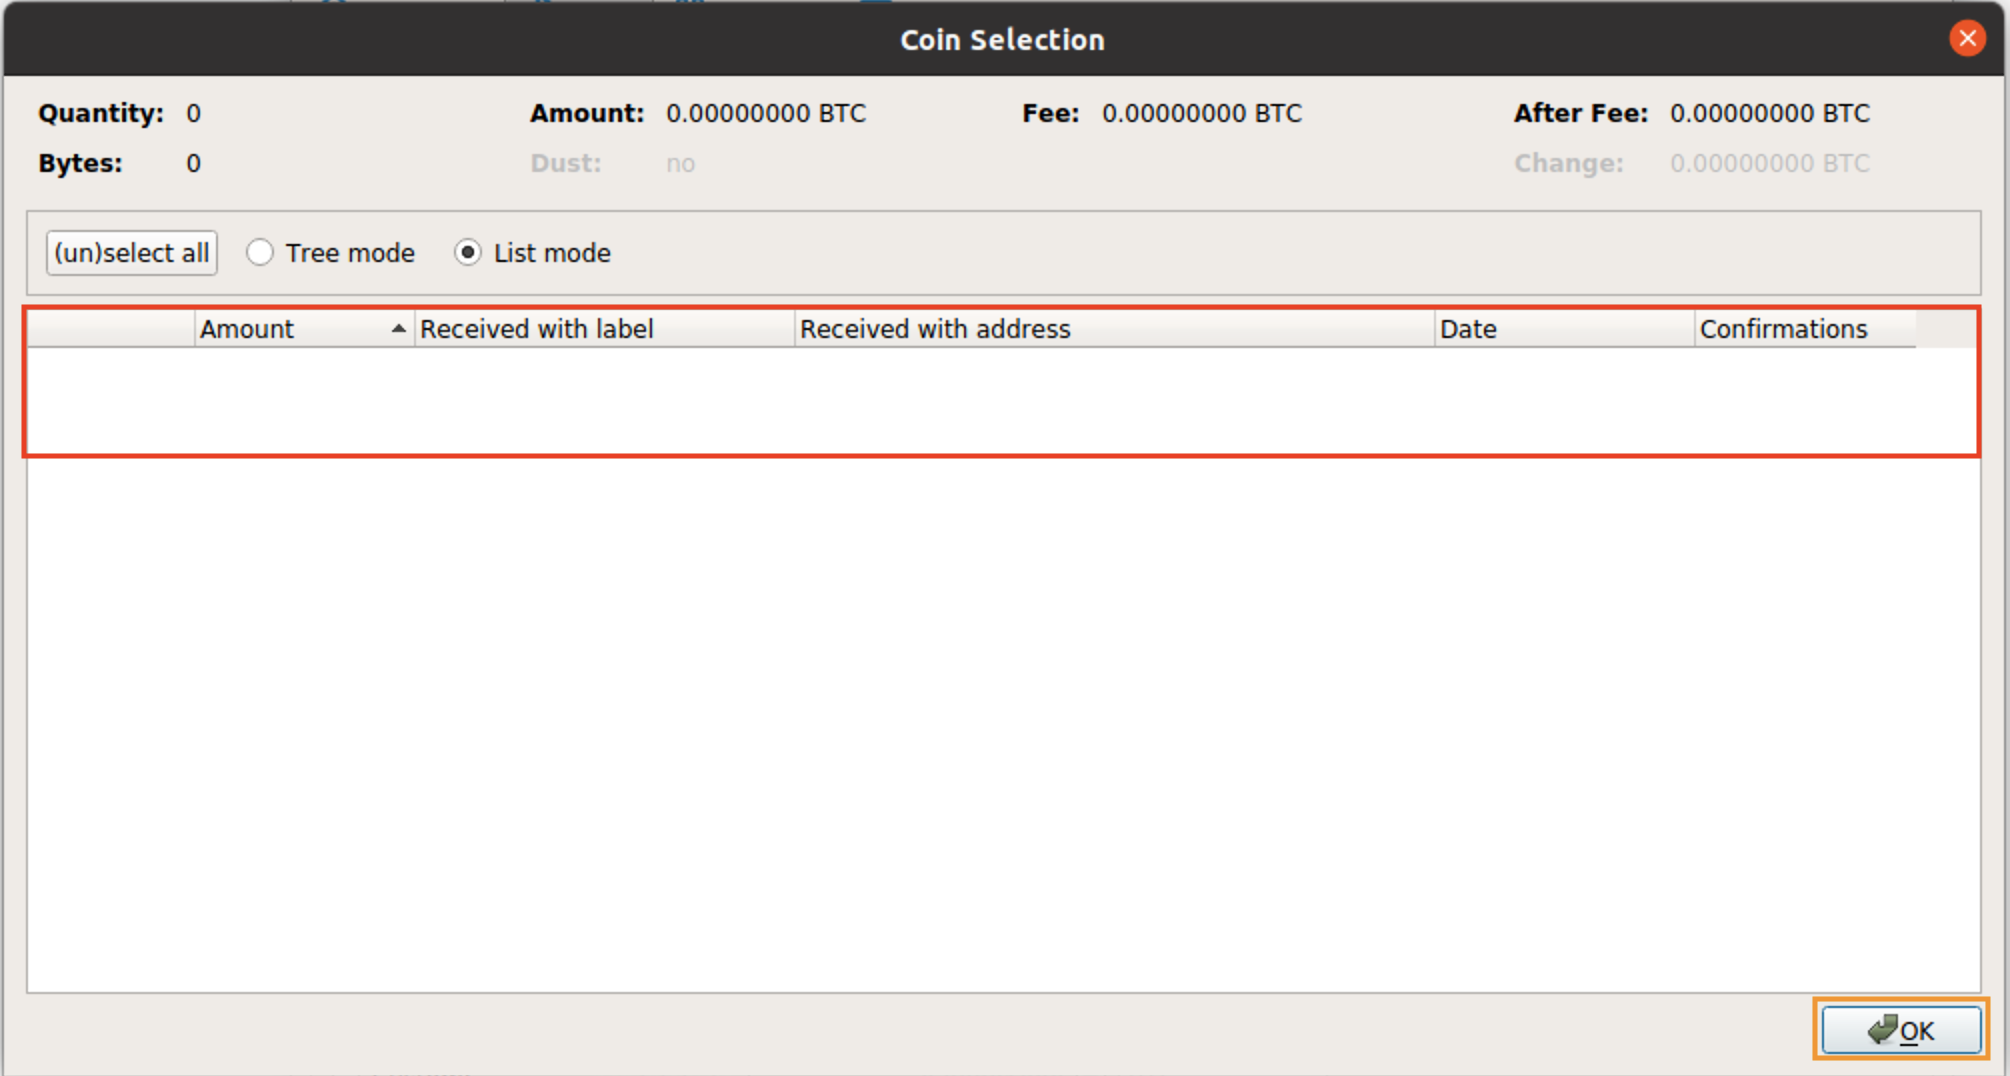 Coin Selection
Quantity: 0 Amount: 0.00000000 BTC Fee: 0.00000000 BTC After Fee: 0.00000000 BTC
Bytes: 0 Dust: no Change: 0.00000000 BTC
(un)select all Tree mode List mode
Amount Received with label Received with address Date Confirmations
OK